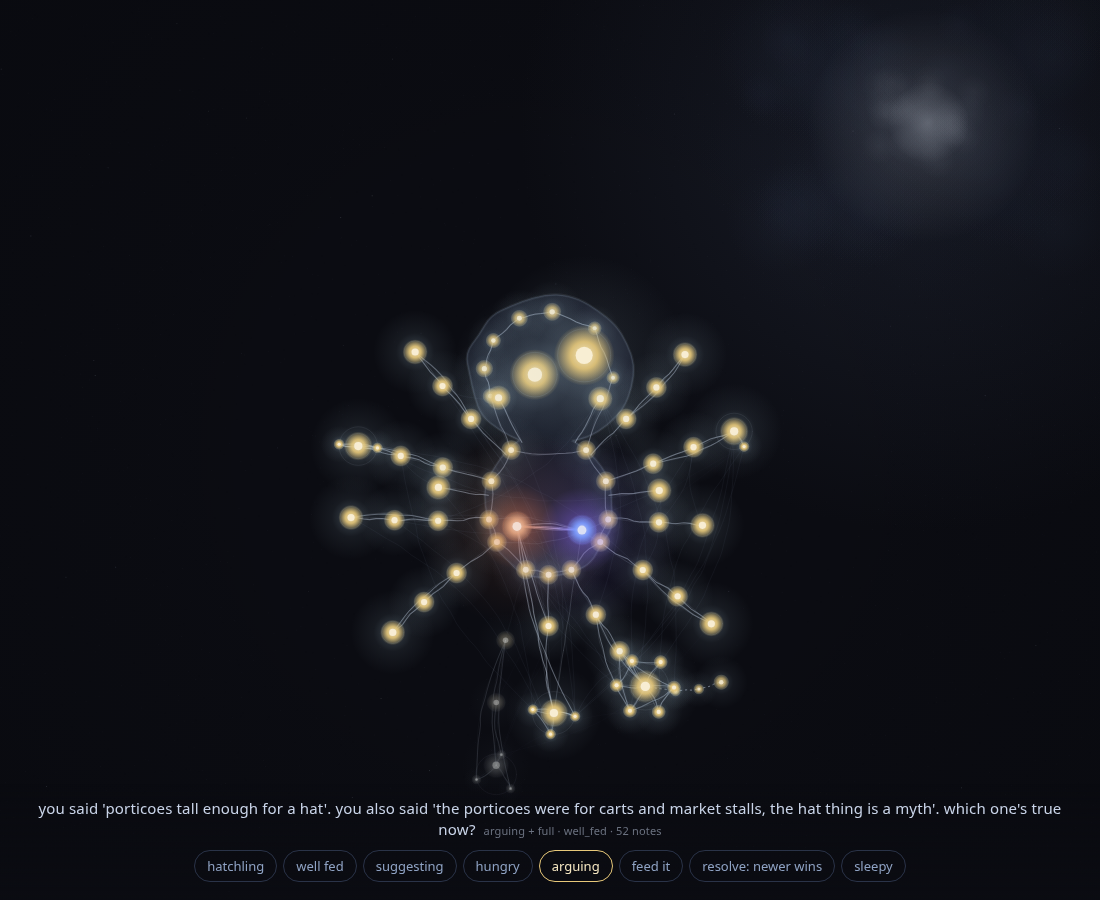 you said 'porticoes tall enough for a hat'. you also said 'the porticoes were for carts and market stalls, the hat thing is a myth'. which one's true
now? arguing + full · well_fed · 52 notes
hatchling well fed suggesting hungry arguing feed it resolve: newer wins sleepy